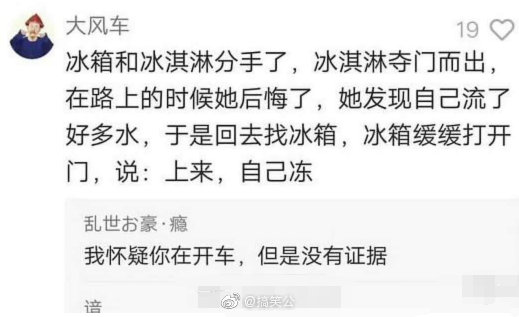 大风车
19
冰箱和冰淇淋分手了，冰淇淋夺门而出，
在路上的时候她后悔了，她发现自己流了
好多水，于是回去找冰箱，冰箱缓缓打开
门，说：上来，自己冻
乱世お豪·瘾
我怀疑你在开车，但是没有证据
@搞笑公
谙